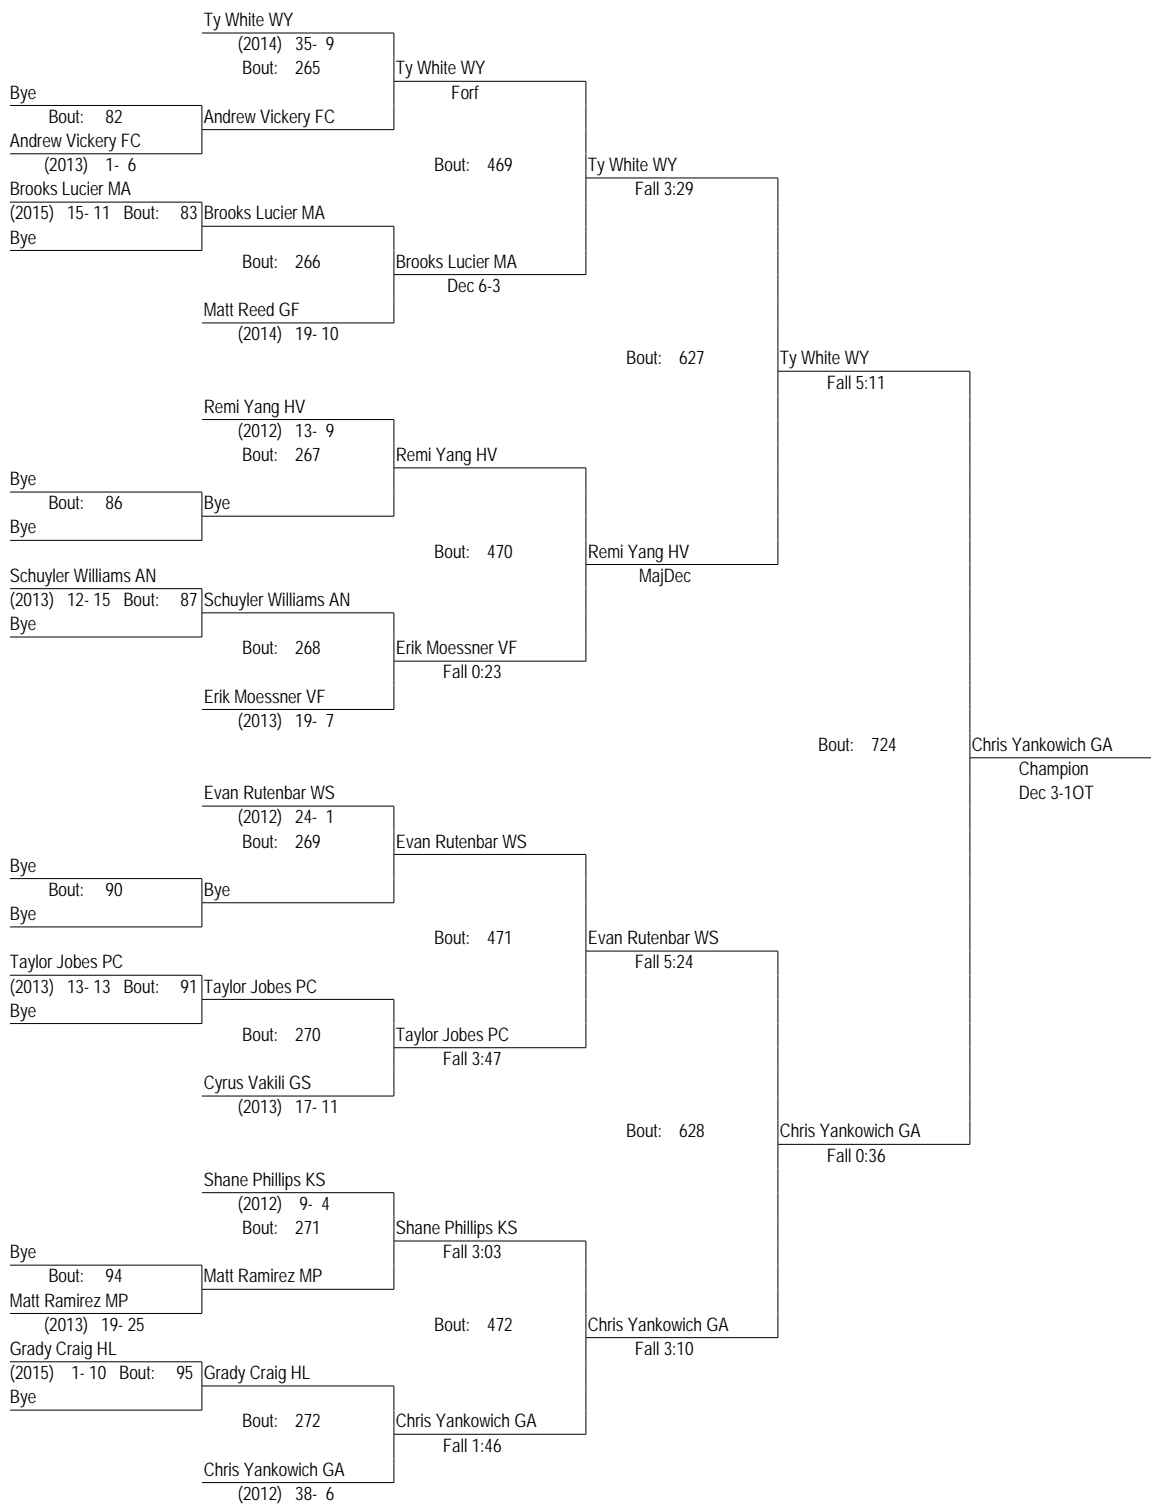 Ty White WY
(2014) 35- 9
Bout: 265
Ty White WY
Forf
Bye
Bout: 82
Andrew Vickery FC
Andrew Vickery FC
(2013) 1- 6
Bout: 469
Ty White WY
Fall 3:29
Brooks Lucier MA
(2015) 15- 11 Bout: 83
Brooks Lucier MA
Bye
Bout: 266
Brooks Lucier MA
Dec 6-3
Matt Reed GF
(2014) 19- 10
Bout: 627
Ty White WY
Fall 5:11
Remi Yang HV
(2012) 13- 9
Bout: 267
Remi Yang HV
Bye
Bout: 86
Bye
Bye
Bout: 470
Remi Yang HV
MajDec
Schuyler Williams AN
(2013) 12- 15 Bout: 87
Schuyler Williams AN
Bye
Bout: 268
Erik Moessner VF
Fall 0:23
Erik Moessner VF
(2013) 19- 7
Bout: 724
Chris Yankowich GA
Champion
Dec 3-1OT
Evan Rutenbar WS
(2012) 24- 1
Bout: 269
Evan Rutenbar WS
Bye
Bout: 90
Bye
Bye
Bout: 471
Evan Rutenbar WS
Fall 5:24
Taylor Jobes PC
(2013) 13- 13 Bout: 91
Taylor Jobes PC
Bye
Bout: 270
Taylor Jobes PC
Fall 3:47
Cyrus Vakili GS
(2013) 17- 11
Bout: 628
Chris Yankowich GA
Fall 0:36
Shane Phillips KS
(2012) 9- 4
Bout: 271
Shane Phillips KS
Fall 3:03
Bye
Bout: 94
Matt Ramirez MP
Matt Ramirez MP
(2013) 19- 25
Bout: 472
Chris Yankowich GA
Fall 3:10
Grady Craig HL
(2015) 1- 10 Bout: 95
Grady Craig HL
Bye
Bout: 272
Chris Yankowich GA
Fall 1:46
Chris Yankowich GA
(2012) 38- 6